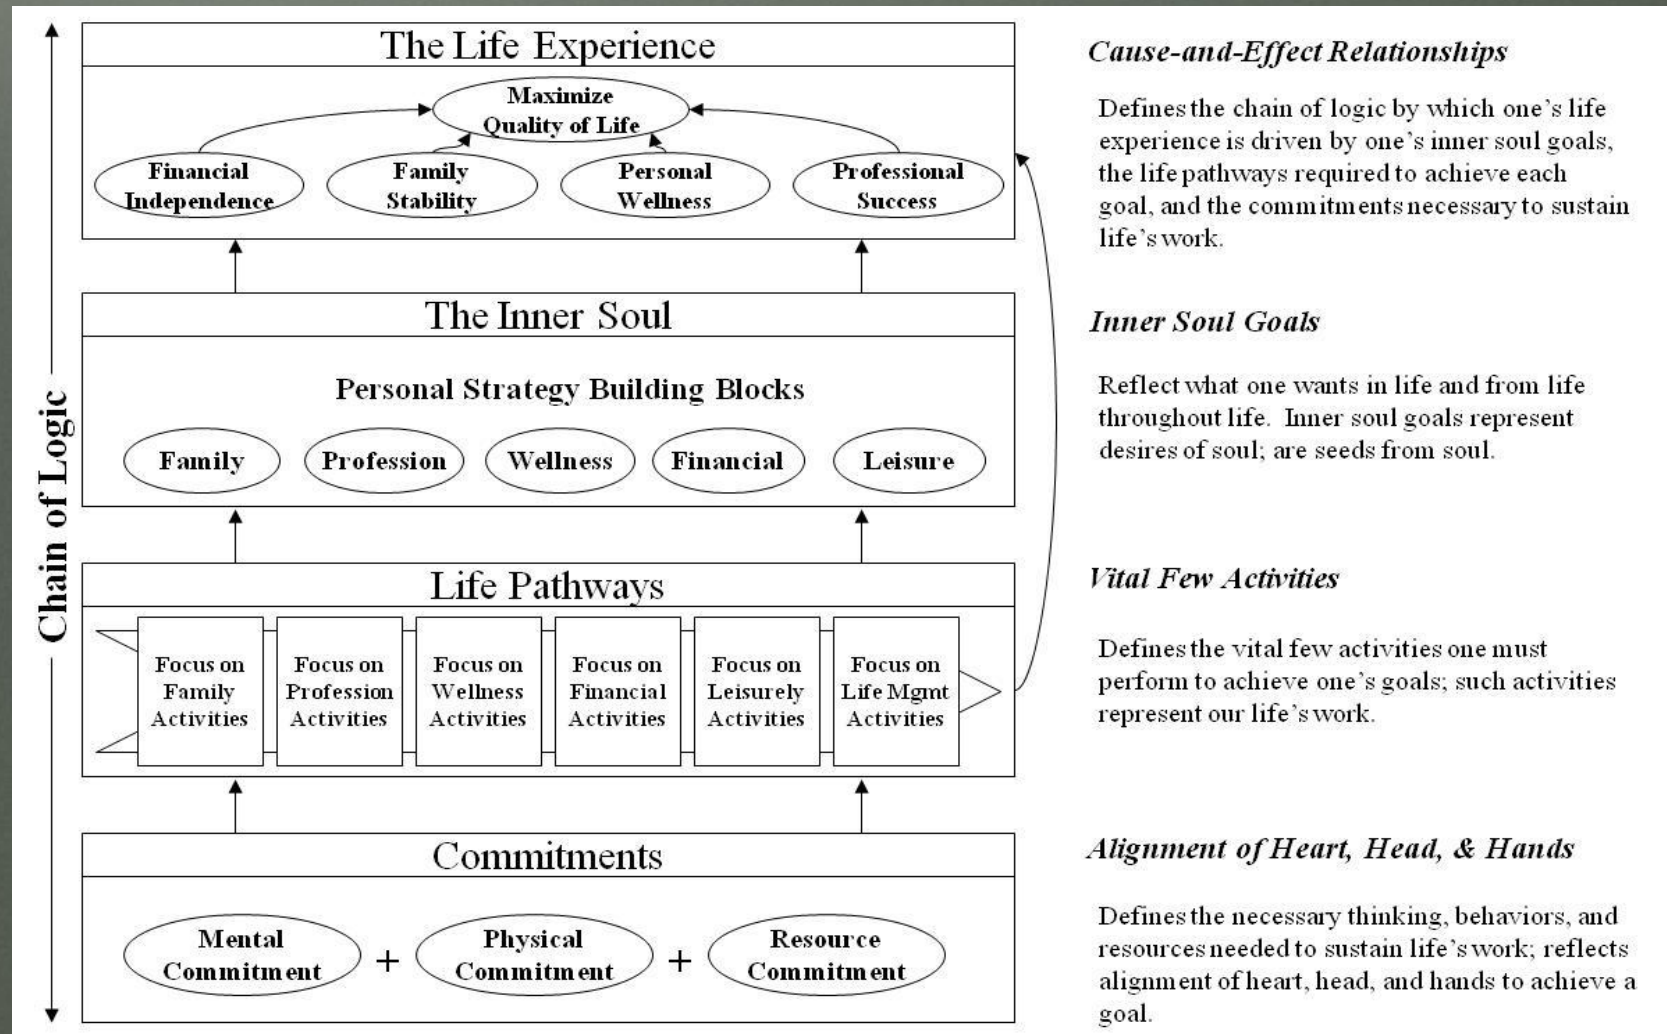 Chain of Logic
The Life Experience
Maximize
Quality of Life
Financial
Independence
Family
Stability
Personal
Wellness
Professional
Success
Cause-and-Effect Relationships
Defines the chain of logic by which one's life
experience is driven by one's inner soul goals,
the life pathways required to achieve each
goal, and the commitments necessary to sustain
life's work.
The Inner Soul
Personal Strategy Building Blocks
Family
Profession
Wellness
Financial
Leisure
Inner Soul Goals
Reflect what one wants in life and from life
throughout life. Inner soul goals represent
desires of soul; are seeds from soul.
Life Pathways
Focus on
Family
Activities
Focus on
Profession
Activities
Focus on
Wellness
Activities
Focus on
Financial
Activities
Focus on
Leisurely
Activities
Focus on
Life Mgmt
Activities
Vital Few Activities
Defines the vital few activities one must
perform to achieve one's goals; such activities
represent our life's work.
Commitments
Mental
Commitment
+
Physical
Commitment
+
Resource
Commitment
Alignment of Heart, Head, & Hands
Defines the necessary thinking, behaviors, and
resources needed to sustain life's work; reflects
alignment of heart, head, and hands to achieve a
goal.